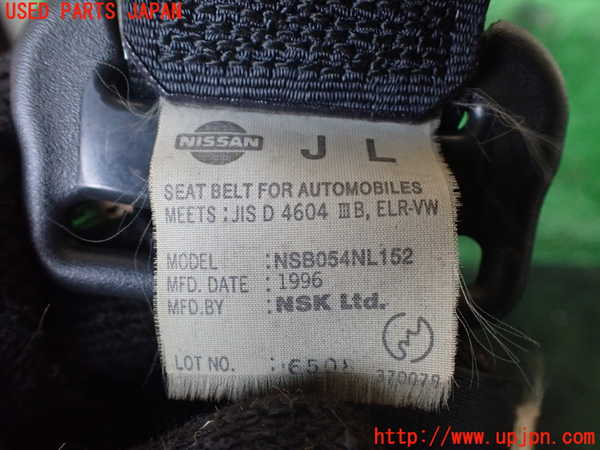 USED PARTS JAPAN
NISSAN J L
SEAT BELT FOR AUTOMOBILES
MEETS : JIS D 4604 ⅢB, ELR-VW
MODEL : NSB054NL152
MFD. DATE : 1996
MFD.BY : NSK Ltd.
LOT NO. :
370079
http://www.upjpn.com/